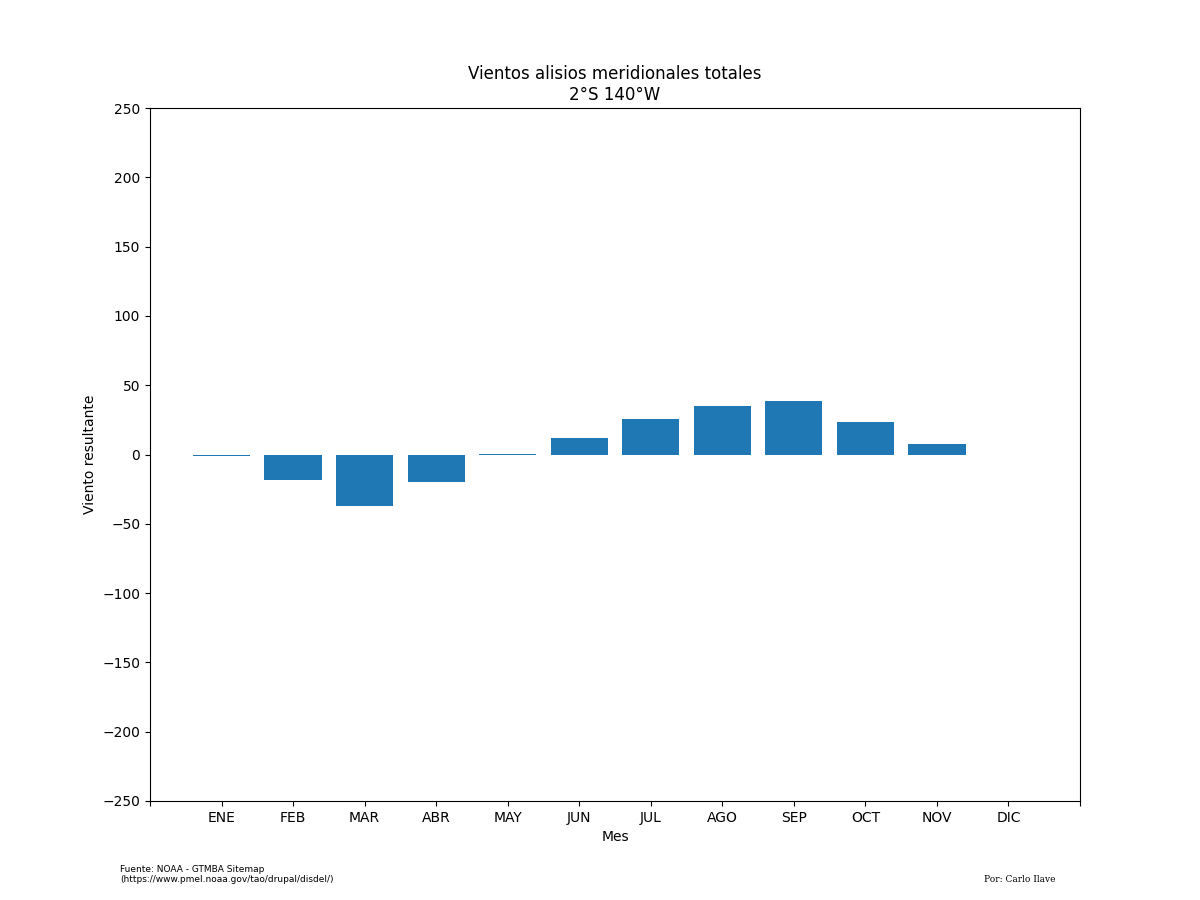 Vientos alisios meridionales totales
2°S 140°W
250
200
150
100
50
0
−50
−100
−150
−200
−250
Viento resultante
ENE FEB MAR ABR MAY JUN JUL AGO SEP OCT NOV DIC
Mes
Fuente: NOAA - GTMBA Sitemap
(https://www.pmel.noaa.gov/tao/drupal/disdel/)
Por: Carlo Ilave